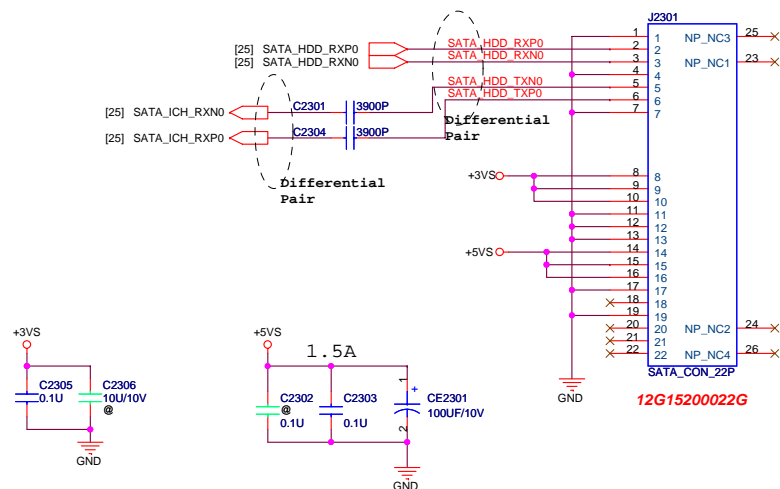 J2301
[25] SATA_HDD_RXP0
[25] SATA_HDD_RXN0
SATA_HDD_RXP0
SATA_HDD_RXN0
SATA_HDD_TXN0
SATA_HDD_TXP0
[25] SATA_ICH_RXN0
C2301
3900P
[25] SATA_ICH_RXP0
C2304
3900P
Differential
Pair
Differential
Pair
1 1
2 2
3 3
4 4
5 5
6 6
7 7
8 8
9 9
10 10
11 11
12 12
13 13
14 14
15 15
16 16
17 17
18 18
19 19
20 20
21 21
22 22
NP_NC3 25
NP_NC1 23
NP_NC2 24
NP_NC4 26
+3VS
+5VS
SATA_CON_22P
GND
12G15200022G
+3VS
C2305
0.1U
C2306
10U/10V
@
GND
+5VS
1.5A
C2302
@
0.1U
C2303
0.1U
1
+
CE2301
100UF/10V
2
GND